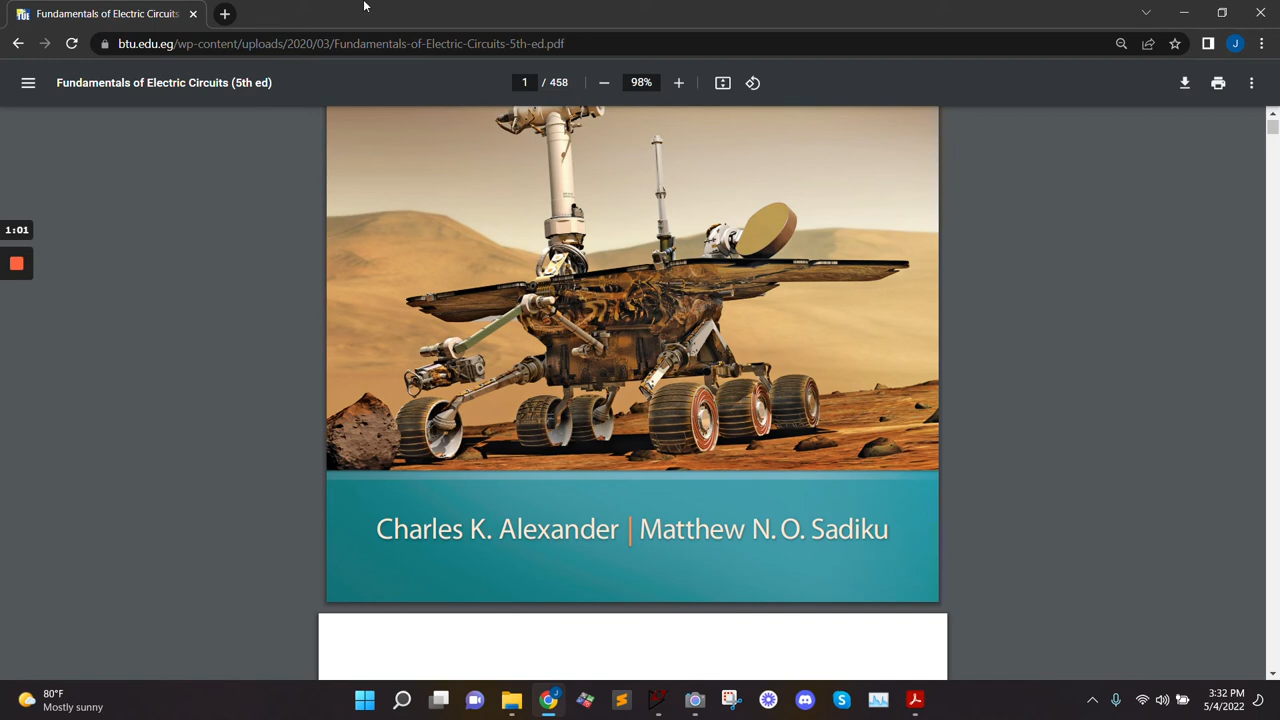 Fundamentals of Electric Circuits
btu.edu.eg/wp-content/uploads/2020/03/Fundamentals-of-Electric-Circuits-5th-ed.pdf
J
Fundamentals of Electric Circuits (5th ed)
1 / 458
98%
1:01
Charles K. Alexander | Matthew N. O. Sadiku
80°F
Mostly sunny
3:32 PM
5/4/2022